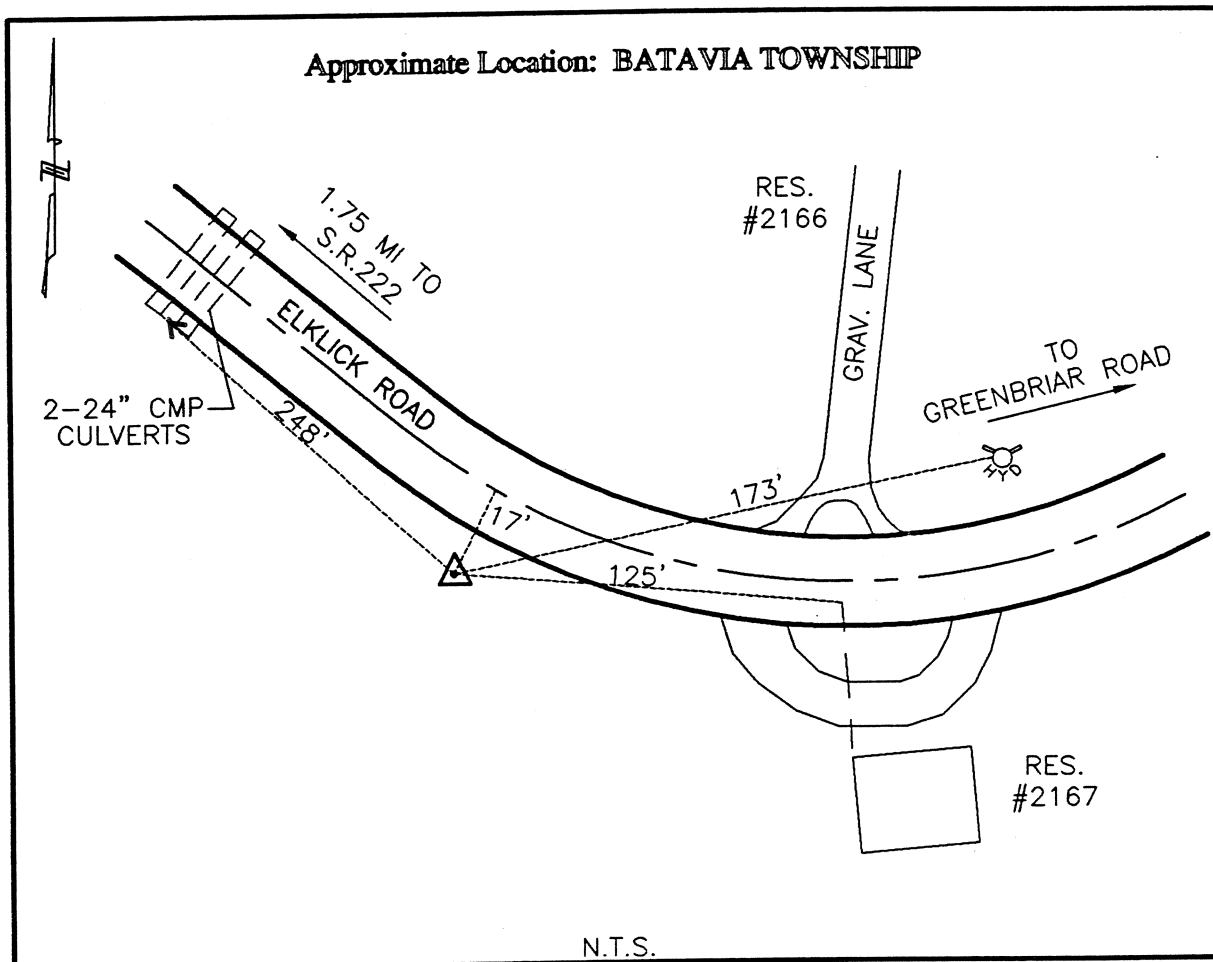 Approximate Location: BATAVIA TOWNSHIP
N
1.75 MI TO
S.R.222
RES.
#2166
GRAV. LANE
ELKLICK ROAD
TO
GREENBRIAR ROAD
2-24" CMP
CULVERTS
248'
HYD
173'
17'
125'
RES.
#2167
N.T.S.